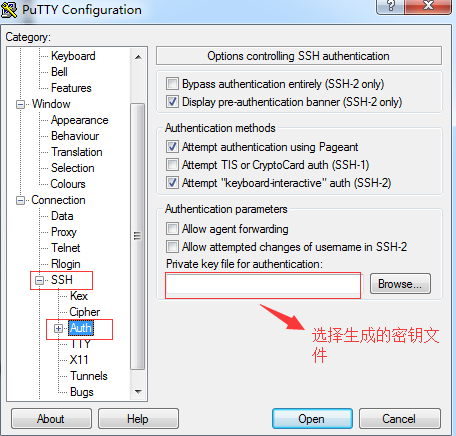 PuTTY Configuration
?
Category:
Keyboard
Bell
Features
Window
Appearance
Behaviour
Translation
Selection
Colours
Connection
Data
Proxy
Telnet
Rlogin
SSH
Kex
Cipher
Auth
TTY
X11
Tunnels
Bugs
Options controlling SSH authentication
Bypass authentication entirely (SSH-2 only)
Display pre-authentication banner (SSH-2 only)
Authentication methods
Attempt authentication using Pageant
Attempt TIS or CryptoCard auth (SSH-1)
Attempt "keyboard-interactive" auth (SSH-2)
Authentication parameters
Allow agent forwarding
Allow attempted changes of username in SSH-2
Private key file for authentication:
Browse...
选择生成的密钥文
件
About
Help
Open
Cancel